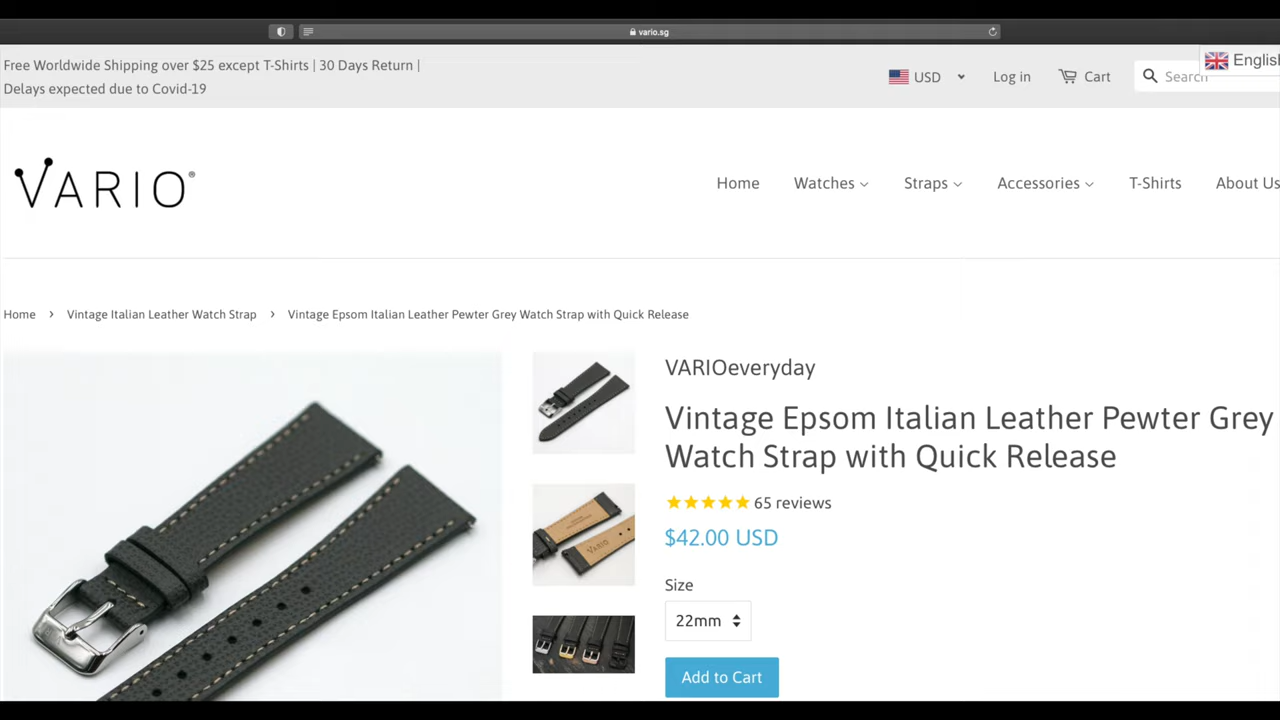 vario.sg
Free Worldwide Shipping over $25 except T-Shirts | 30 Days Return |
Delays expected due to Covid-19
USD
Log in
Cart
Search
English
VARIO®
Home
Watches
Straps
Accessories
T-Shirts
About Us
Home › Vintage Italian Leather Watch Strap › Vintage Epsom Italian Leather Pewter Grey Watch Strap with Quick Release
VARIOeveryday
Vintage Epsom Italian Leather Pewter Grey
Watch Strap with Quick Release
65 reviews
$42.00 USD
Size
22mm
Add to Cart
VARIO